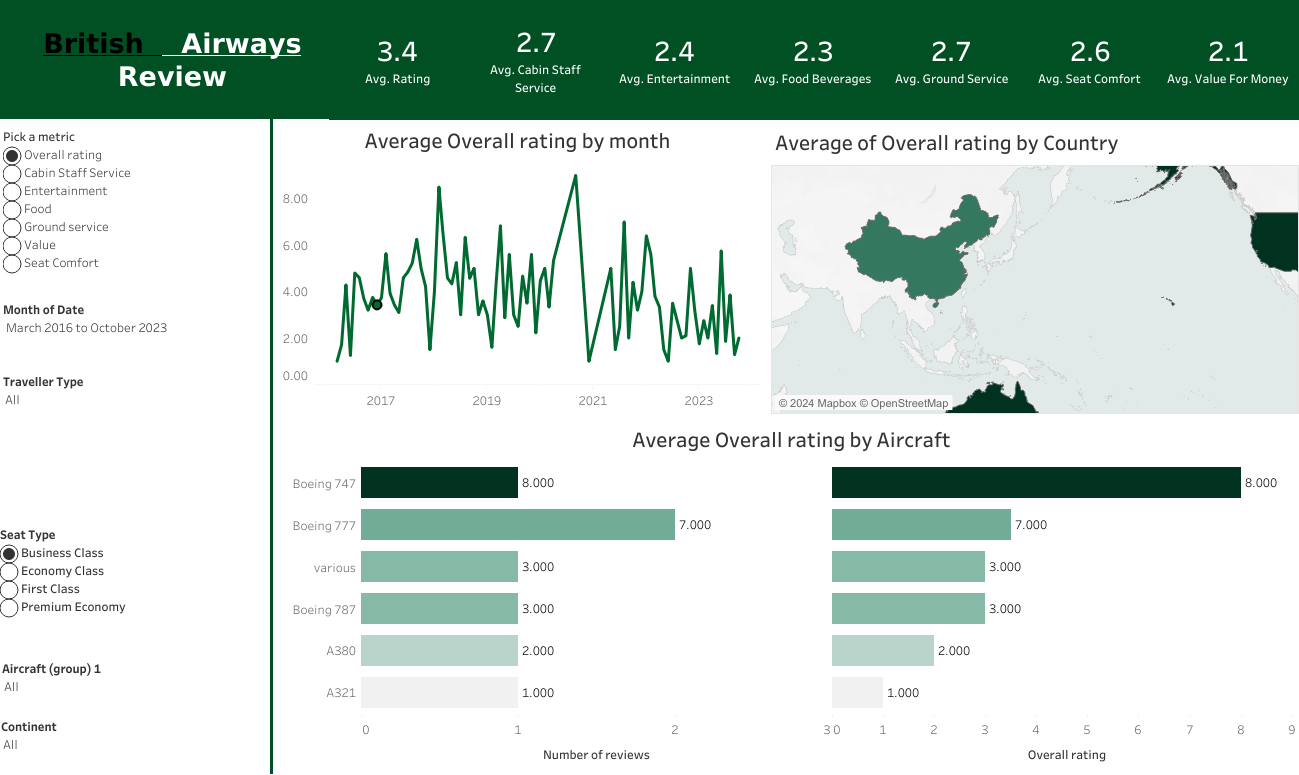 British Airways
Review
3.4
Avg. Rating
2.7
Avg. Cabin Staff
Service
2.4
Avg. Entertainment
2.3
Avg. Food Beverages
2.7
Avg. Ground Service
2.6
Avg. Seat Comfort
2.1
Avg. Value For Money
Pick a metric
Overall rating
Cabin Staff Service
Entertainment
Food
Ground service
Value
Seat Comfort
Month of Date
March 2016 to October 2023
Traveller Type
All
Seat Type
Business Class
Economy Class
First Class
Premium Economy
Aircraft (group) 1
All
Continent
All
Average Overall rating by month
8.00
6.00
4.00
2.00
0.00
2017 2019 2021 2023
Average of Overall rating by Country
© 2024 Mapbox © OpenStreetMap
Average Overall rating by Aircraft
Boeing 747 8.000 8.000
Boeing 777 7.000 7.000
various 3.000 3.000
Boeing 787 3.000 3.000
A380 2.000 2.000
A321 1.000 1.000
0 1 2 3 0 1 2 3 4 5 6 7 8 9
Number of reviews Overall rating